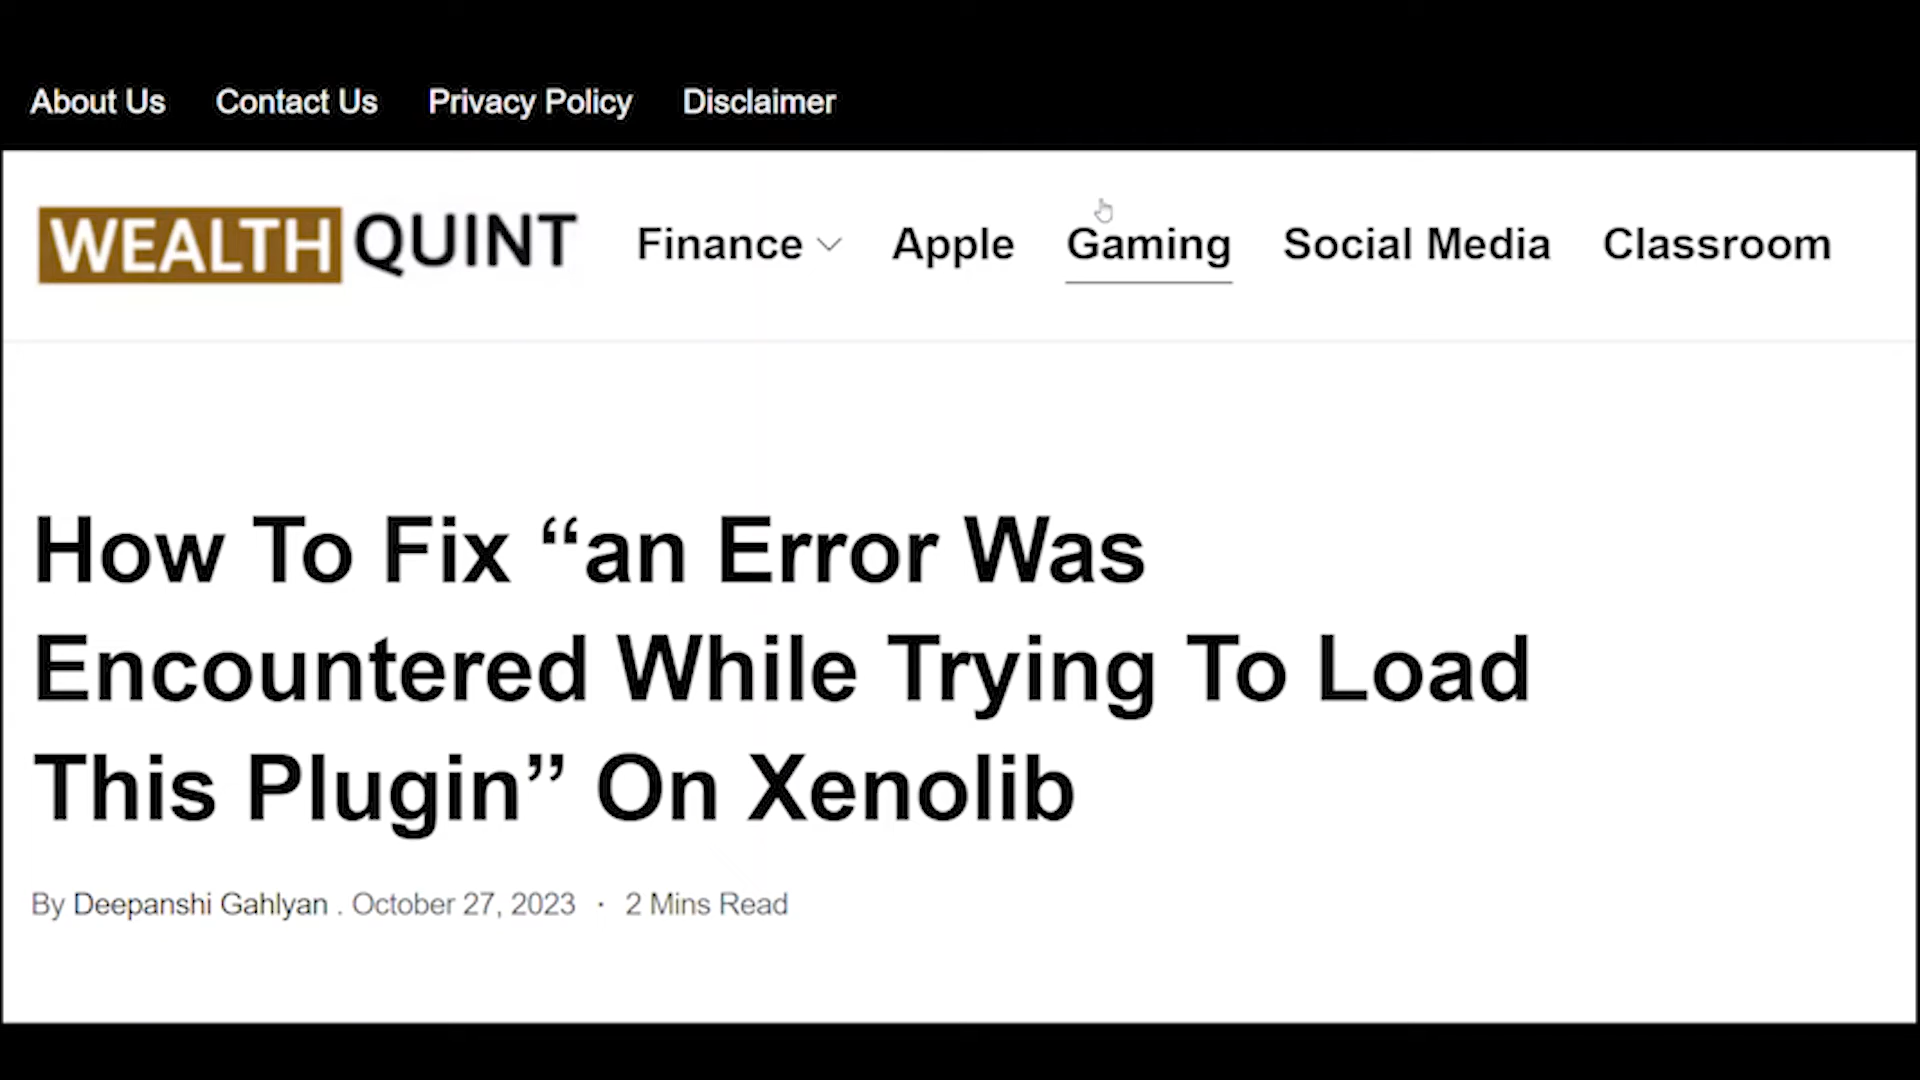 About Us Contact Us Privacy Policy Disclaimer
WEALTH QUINT Finance Apple Gaming Social Media Classroom
How To Fix “an Error Was
Encountered While Trying To Load
This Plugin” On Xenolib
By Deepanshi Gahlyan . October 27, 2023 · 2 Mins Read